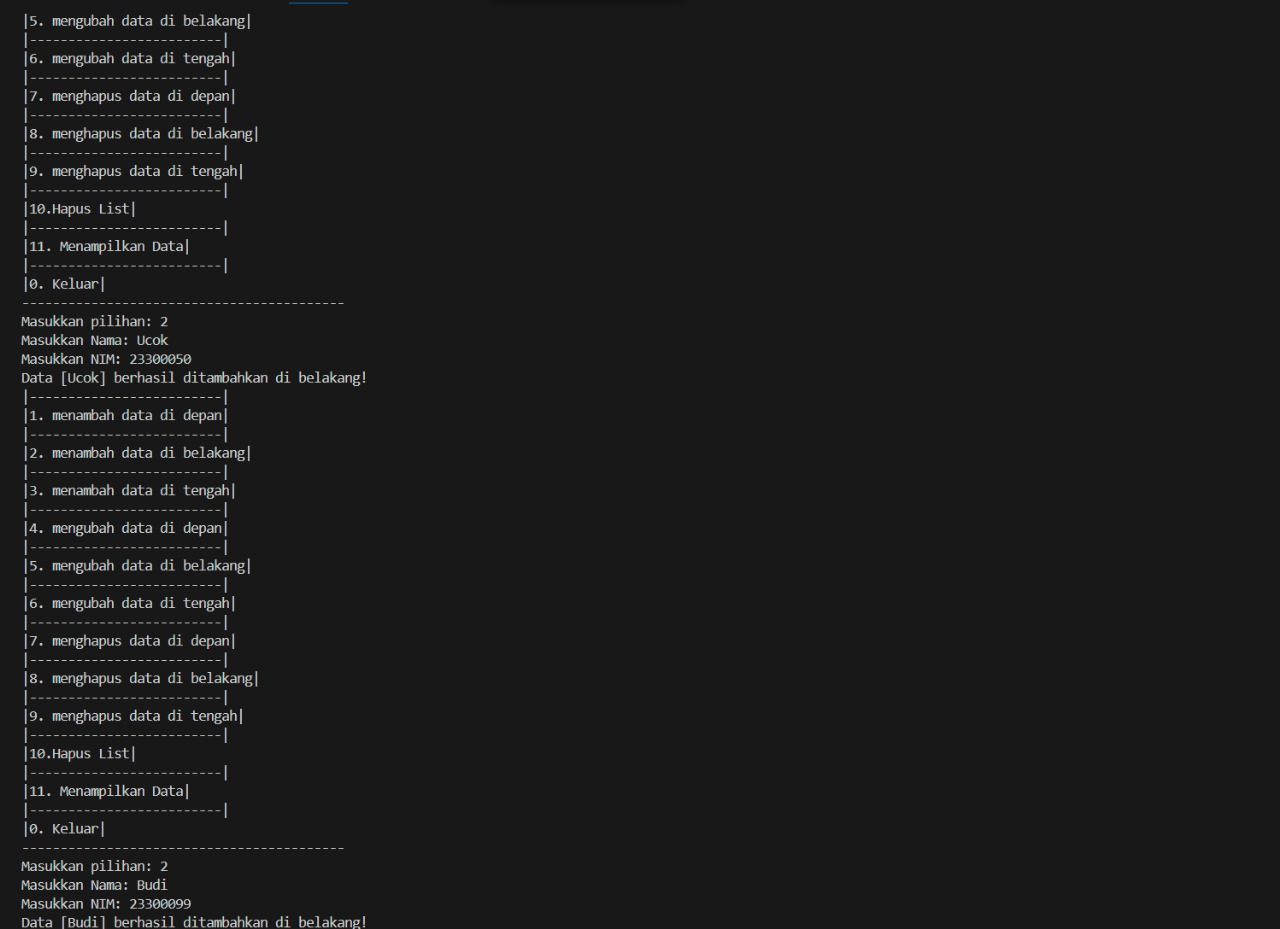 |5. mengubah data di belakang|
|-------------------------|
|6. mengubah data di tengah|
|-------------------------|
|7. menghapus data di depan|
|-------------------------|
|8. menghapus data di belakang|
|-------------------------|
|9. menghapus data di tengah|
|-------------------------|
|10.Hapus List|
|-------------------------|
|11. Menampilkan Data|
|-------------------------|
|0. Keluar|
------------------------------------------
Masukkan pilihan: 2
Masukkan Nama: Ucok
Masukkan NIM: 23300050
Data [Ucok] berhasil ditambahkan di belakang!
|-------------------------|
|1. menambah data di depan|
|-------------------------|
|2. menambah data di belakang|
|-------------------------|
|3. menambah data di tengah|
|-------------------------|
|4. mengubah data di depan|
|-------------------------|
|5. mengubah data di belakang|
|-------------------------|
|6. mengubah data di tengah|
|-------------------------|
|7. menghapus data di depan|
|-------------------------|
|8. menghapus data di belakang|
|-------------------------|
|9. menghapus data di tengah|
|-------------------------|
|10.Hapus List|
|-------------------------|
|11. Menampilkan Data|
|-------------------------|
|0. Keluar|
------------------------------------------
Masukkan pilihan: 2
Masukkan Nama: Budi
Masukkan NIM: 23300099
Data [Budi] berhasil ditambahkan di belakang!